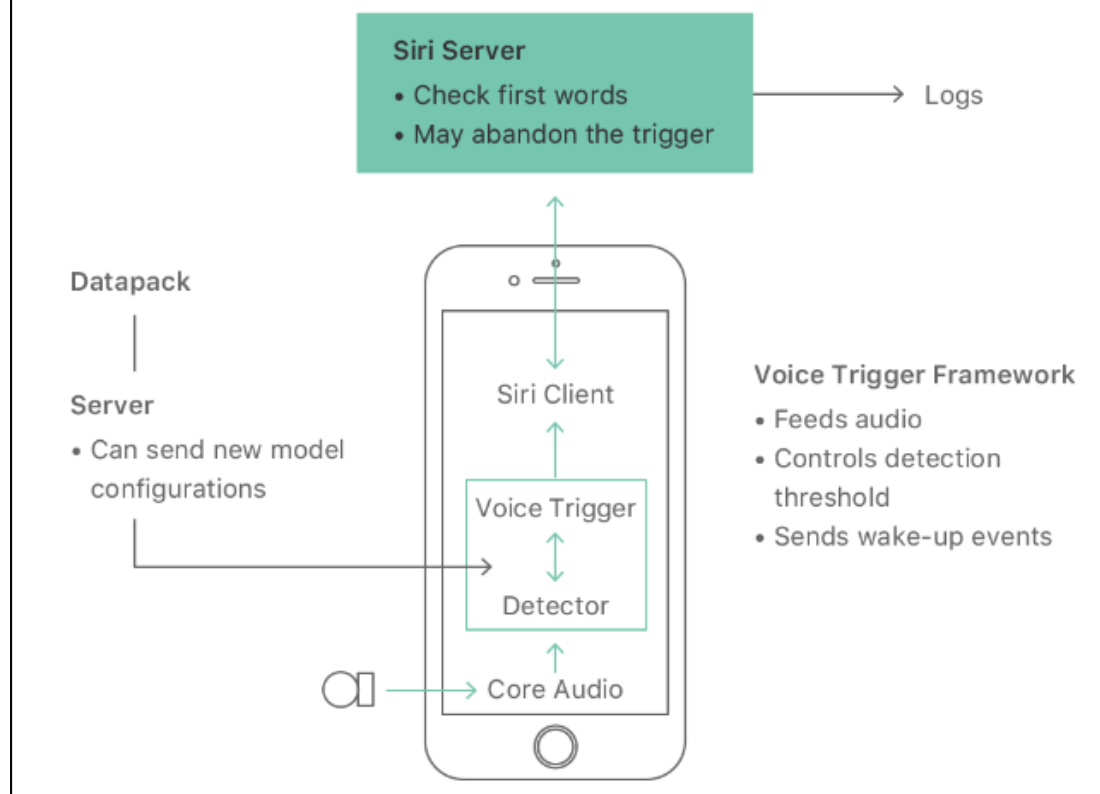 Siri Server
• Check first words
• May abandon the trigger
Logs
Datapack
Server
• Can send new model
configurations
Siri Client
Voice Trigger
Detector
Core Audio
Voice Trigger Framework
• Feeds audio
• Controls detection
threshold
• Sends wake-up events